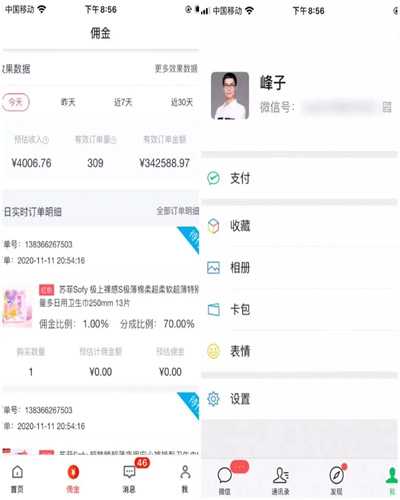 中国移动
下午8:56
佣金
效果数据
更多效果数据
今天
昨天
近7天
近30天
预估收入
有效订单量
有效订单金额
¥4006.76
309
¥342588.97
日实时订单明细
全部订单明细
单号：138366267503
单：2020-11-11 20:54:16
苏菲Sofy 极上裸感S极薄棉柔超柔软超薄特别
量多日用卫生巾250mm 13片
佣金比例：1.00%
分成比例：70.00%
购买数量
预估计佣金额
预估佣金
1
¥0.00
¥0.00
单号：138366267503
单：2020-11-11 20:54:16
首页
佣金
消息
46
我
中国移动
下午8:56
峰子
微信号：
支付
收藏
相册
卡包
表情
设置
微信
通讯录
发现